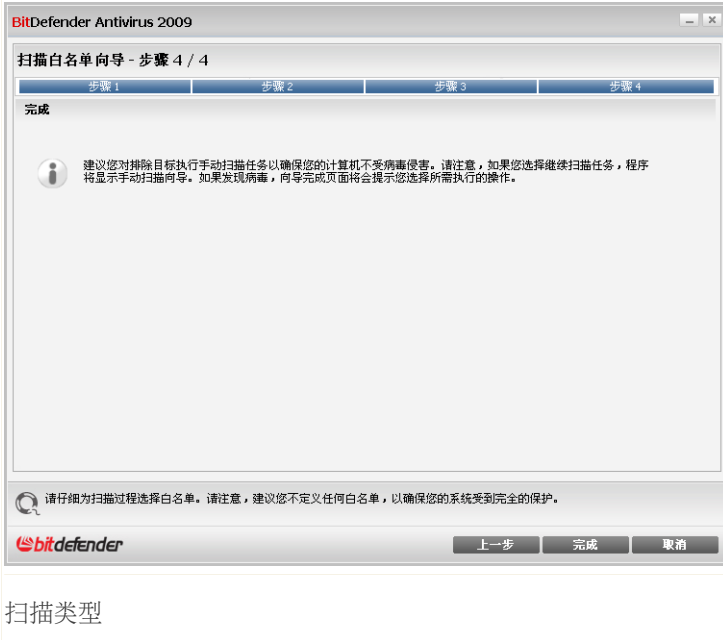 BitDefender Antivirus 2009
扫描白名单向导 - 步骤 4 / 4
步骤 1 步骤 2 步骤 3 步骤 4
完成
建议您对排除目标执行手动扫描任务以确保您的计算机不受病毒侵害。请注意，如果您选择继续扫描任务，程序
将显示手动扫描向导。如果发现病毒，向导完成页面将会提示您选择所需执行的操作。
请仔细为扫描过程选择白名单。请注意，建议您不定义任何白名单，以确保您的系统受到完全的保护。
bitdefender 上一步 完成 取消
扫描类型